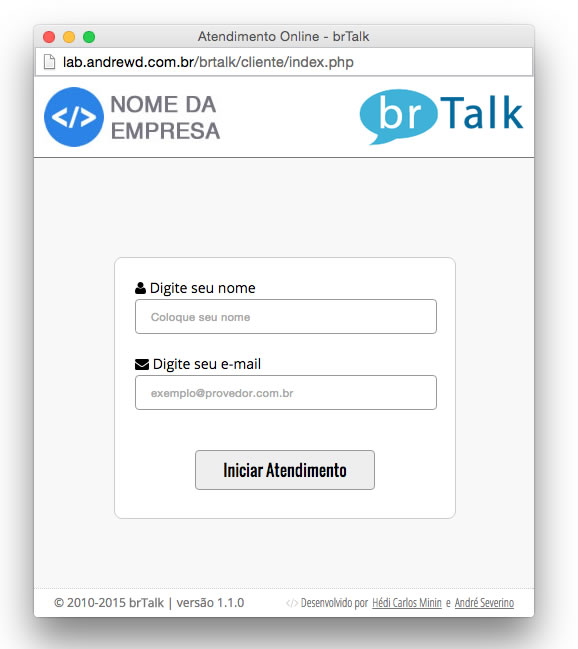 Atendimento Online - brTalk
lab.andrewd.com.br/brtalk/cliente/index.php
</>
NOME DA
EMPRESA
br Talk
Digite seu nome
Coloque seu nome
Digite seu e-mail
exemplo@provedor.com.br
Iniciar Atendimento
© 2010-2015 brTalk | versão 1.1.0
</> Desenvolvido por Hédi Carlos Minin e André Severino